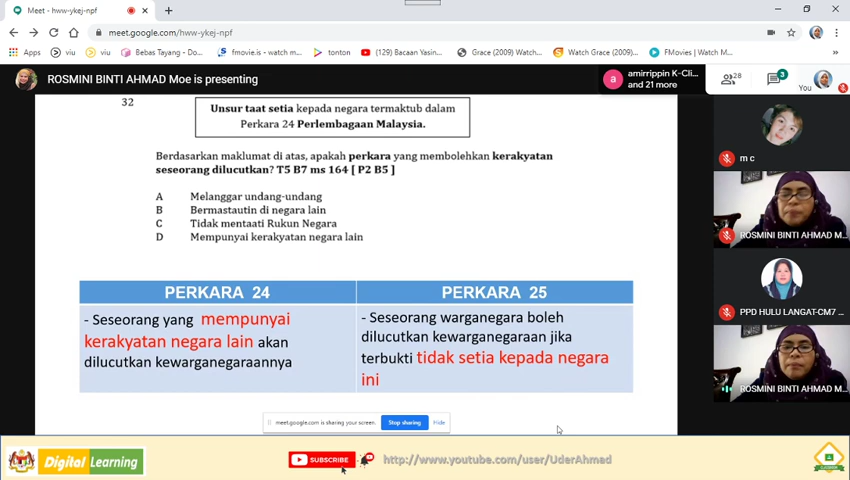 Meet - hww-ykej-npf
meet.google.com/hww-ykej-npf
Apps
viu
viu
Bebas Tayang - Do...
fmovie.is - watch m...
tonton
(129) Bacaan Yasin...
Grace (2009) Watch...
Watch Grace (2009)...
FMovies | Watch M...
ROSMINI BINTI AHMAD Moe is presenting
a
amirrippin K-Cli...
and 21 more
28
3
You
32
Unsur taat setia kepada negara termaktub dalam
Perkara 24 Perlembagaan Malaysia.
Berdasarkan maklumat di atas, apakah perkara yang membolehkan kerakyatan
seseorang dilucutkan? T5 B7 ms 164 [ P2 B5 ]
A Melanggar undang-undang
B Bermastautin di negara lain
C Tidak mentaati Rukun Negara
D Mempunyai kerakyatan negara lain
PERKARA 24
- Seseorang yang mempunyai
kerakyatan negara lain akan
dilucutkan kewarganegaraannya
PERKARA 25
- Seseorang warganegara boleh
dilucutkan kewarganegaraan jika
terbukti tidak setia kepada negara
ini
m c
ROSMINI BINTI AHMAD M...
PPD HULU LANGAT-CM7 ...
ROSMINI BINTI AHMAD M...
meet.google.com is sharing your screen.
Stop sharing
Hide
Digital Learning
SUBSCRIBE
http://www.youtube.com/user/UderAhmad